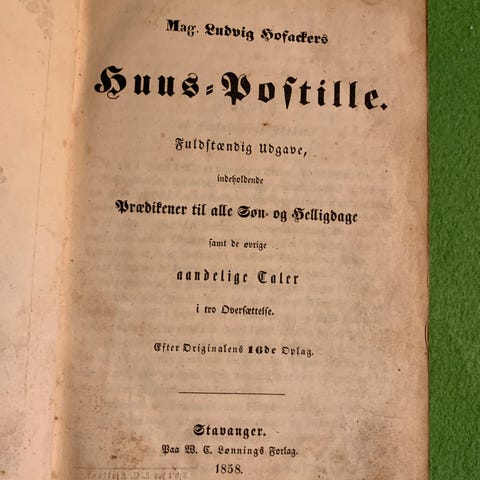 Mag. Ludvig Hofackers
Huus-Postille.
Fuldstændig Udgave,
indeholdende
Prædikener til alle Søn- og Helligdage
samt de øvrige
aandelige Taler
i tro Oversættelse.
Efter Originalens 16de Oplag.
Stavanger.
Paa W. C. Lønnings Forlag.
1858.